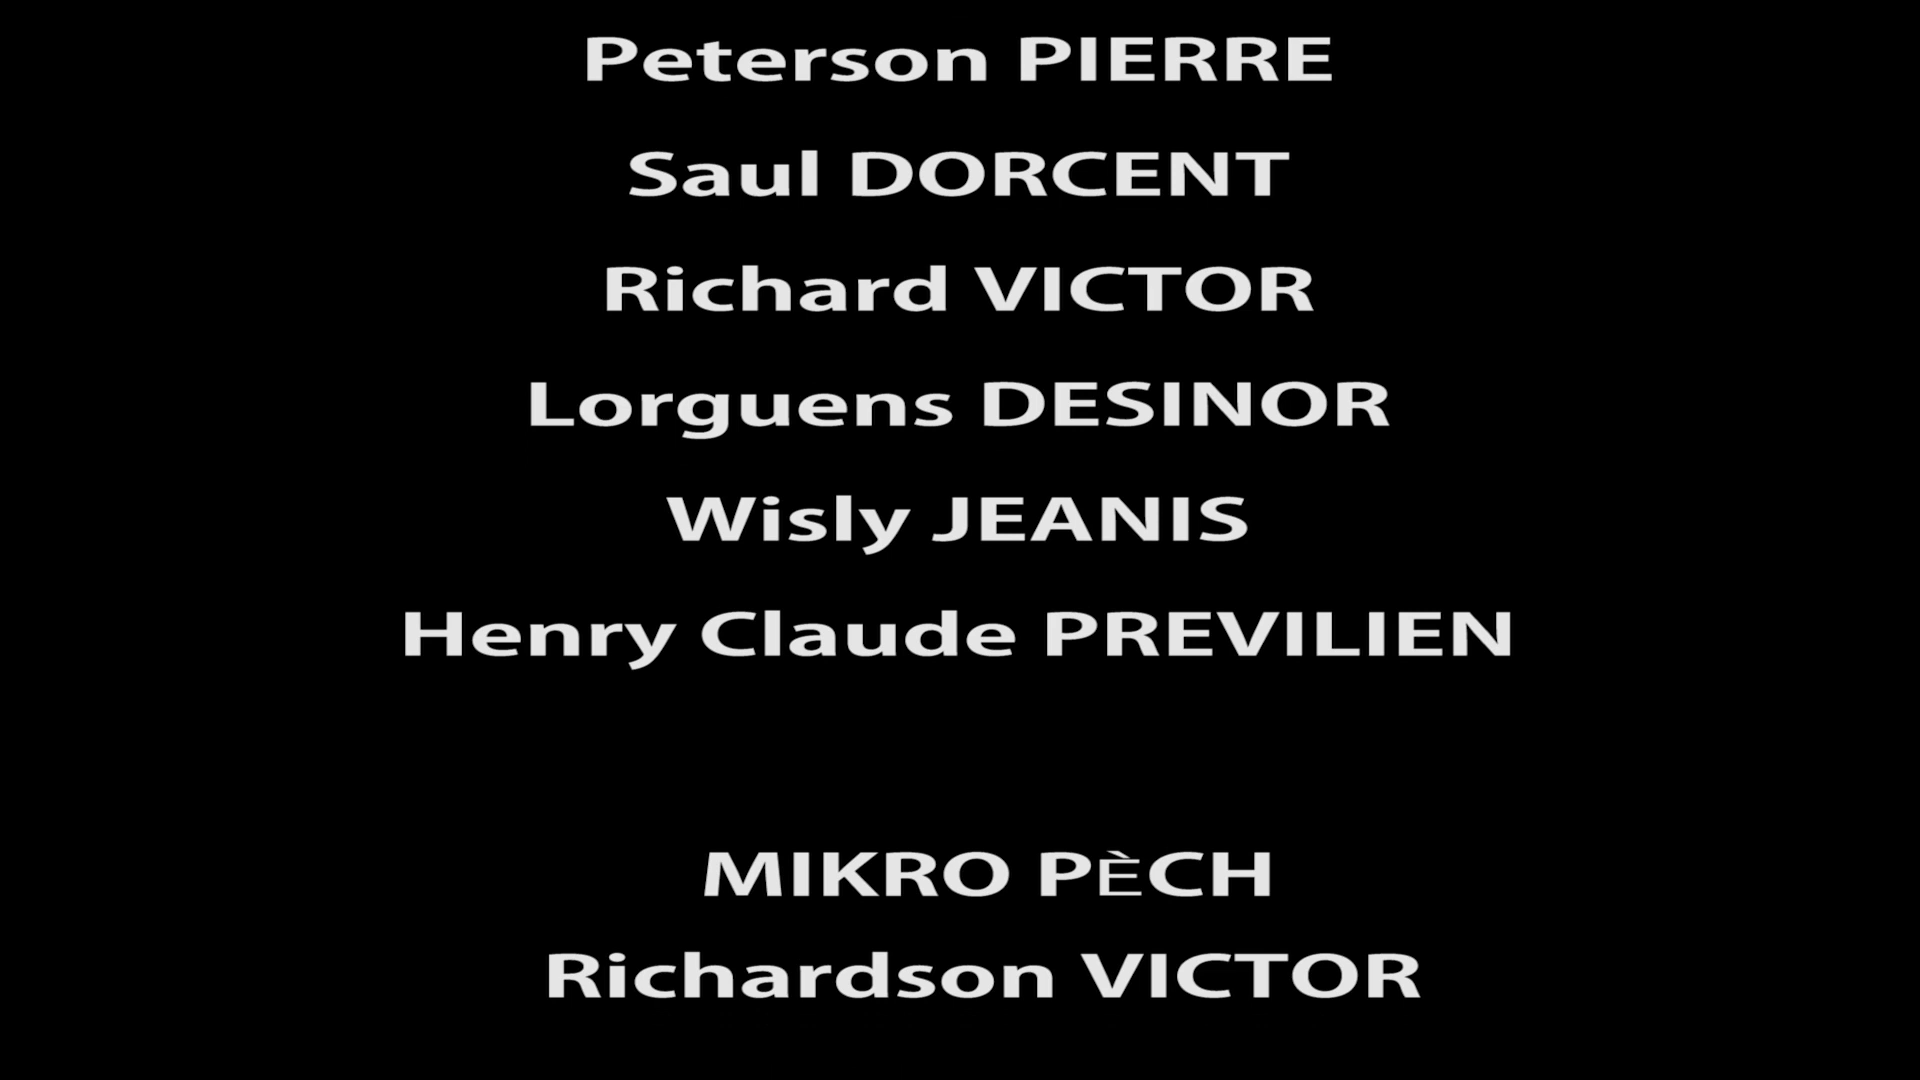 Peterson PIERRE
Saul DORCENT
Richard VICTOR
Lorguens DESINOR
Wisly JEANIS
Henry Claude PREVILIEN
MIKRO PÈCH
Richardson VICTOR